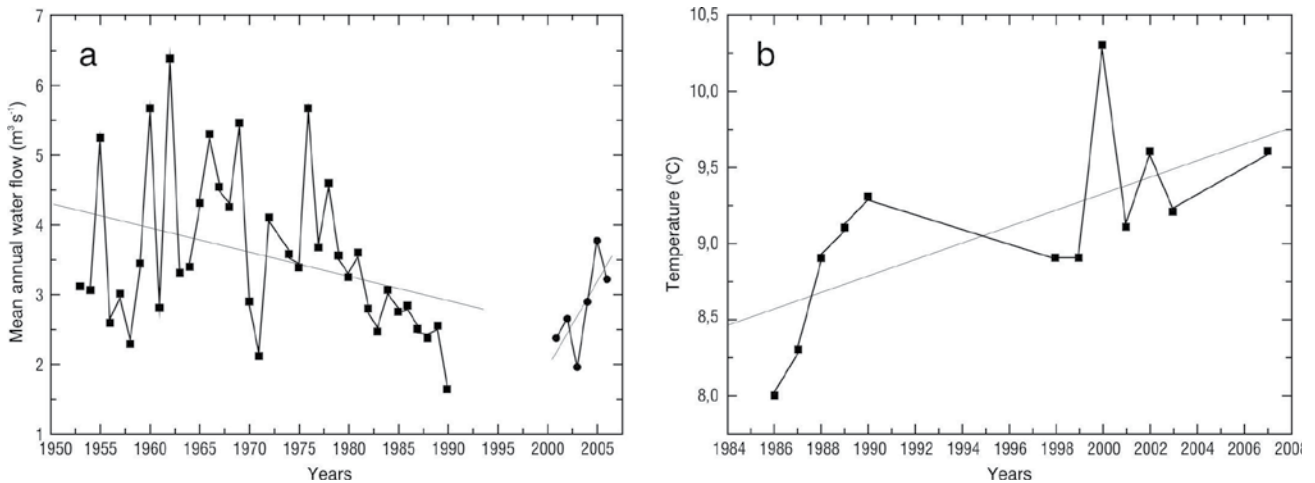 a
Mean annual water flow (m³ s⁻¹)
7
6
5
4
3
2
1
1950 1955 1960 1965 1970 1975 1980 1985 1990 1995 2000 2005
Years
b
Temperature (°C)
10,5
10,0
9,5
9,0
8,5
8,0
1984 1986 1988 1990 1992 1994 1996 1998 2000 2002 2004 2006 2008
Years